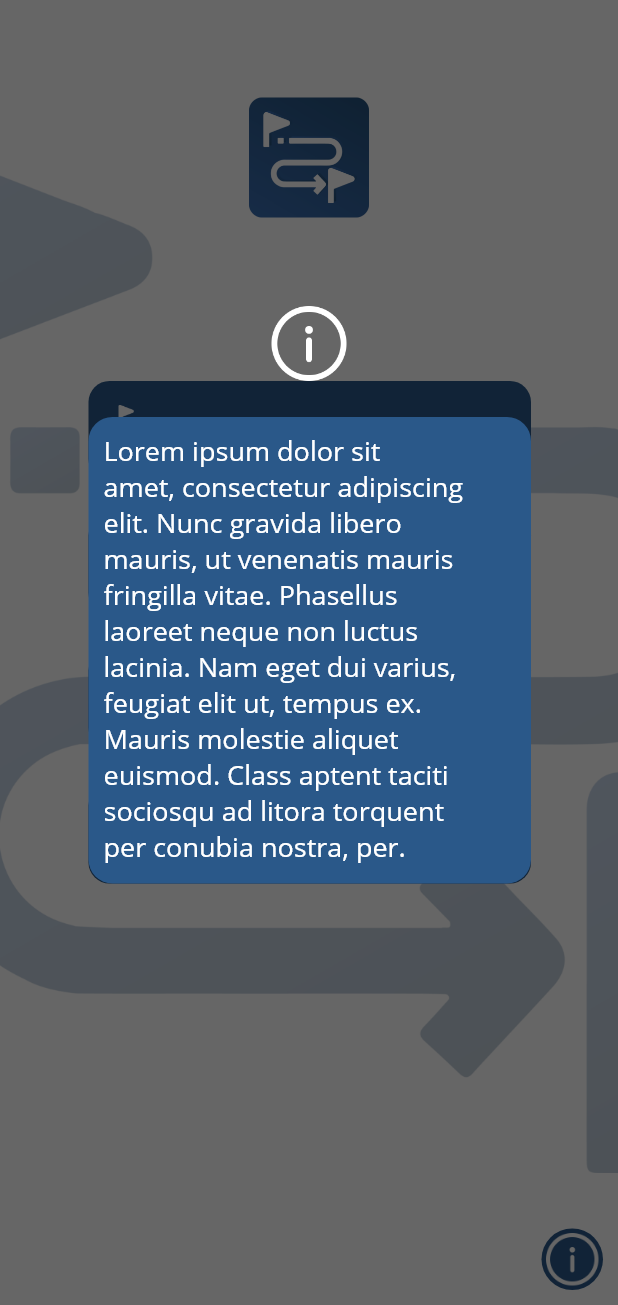 Lorem ipsum dolor sit
amet, consectetur adipiscing
elit. Nunc gravida libero
mauris, ut venenatis mauris
fringilla vitae. Phasellus
laoreet neque non luctus
lacinia. Nam eget dui varius,
feugiat elit ut, tempus ex.
Mauris molestie aliquet
euismod. Class aptent taciti
sociosqu ad litora torquent
per conubia nostra, per.